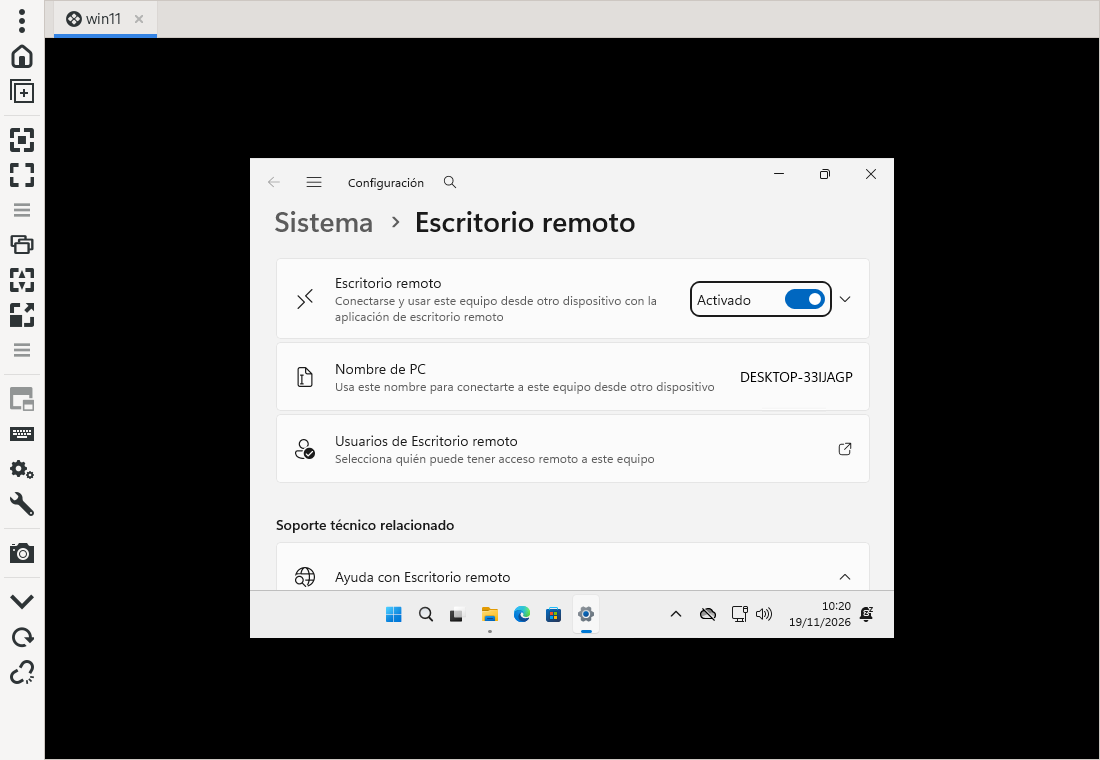 win11
Configuración
Sistema > Escritorio remoto
Escritorio remoto
Conectarse y usar este equipo desde otro dispositivo con la
aplicación de escritorio remoto
Activado
Nombre de PC
Usa este nombre para conectarte a este equipo desde otro dispositivo
DESKTOP-33IJAGP
Usuarios de Escritorio remoto
Selecciona quién puede tener acceso remoto a este equipo
Soporte técnico relacionado
Ayuda con Escritorio remoto
10:20
19/11/2026